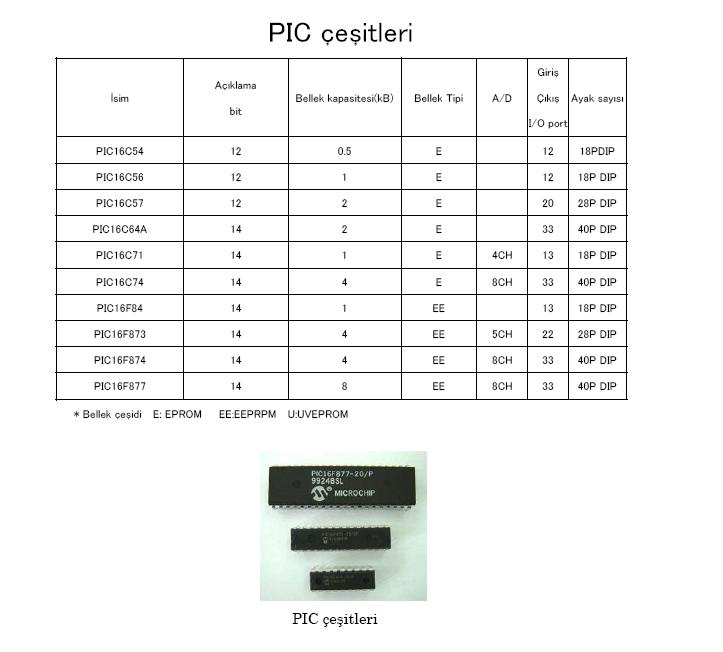 PIC çeşitleri
İsim Açıklama bit Bellek kapasitesi(kB) Bellek Tipi A/D Giriş Çıkış I/O port Ayak sayısı
PIC16C54 12 0.5 E 12 18PDIP
PIC16C56 12 1 E 12 18P DIP
PIC16C57 12 2 E 20 28P DIP
PIC16C64A 14 2 E 33 40P DIP
PIC16C71 14 1 E 4CH 13 18P DIP
PIC16C74 14 4 E 8CH 33 40P DIP
PIC16F84 14 1 EE 13 18P DIP
PIC16F873 14 4 EE 5CH 22 28P DIP
PIC16F874 14 4 EE 8CH 33 40P DIP
PIC16F877 14 8 EE 8CH 33 40P DIP
* Bellek çeşidi E: EPROM EE:EEPRPM U:UVEPROM
PIC16F877-20/P
9924BSL
MICROCHIP
PIC çeşitleri